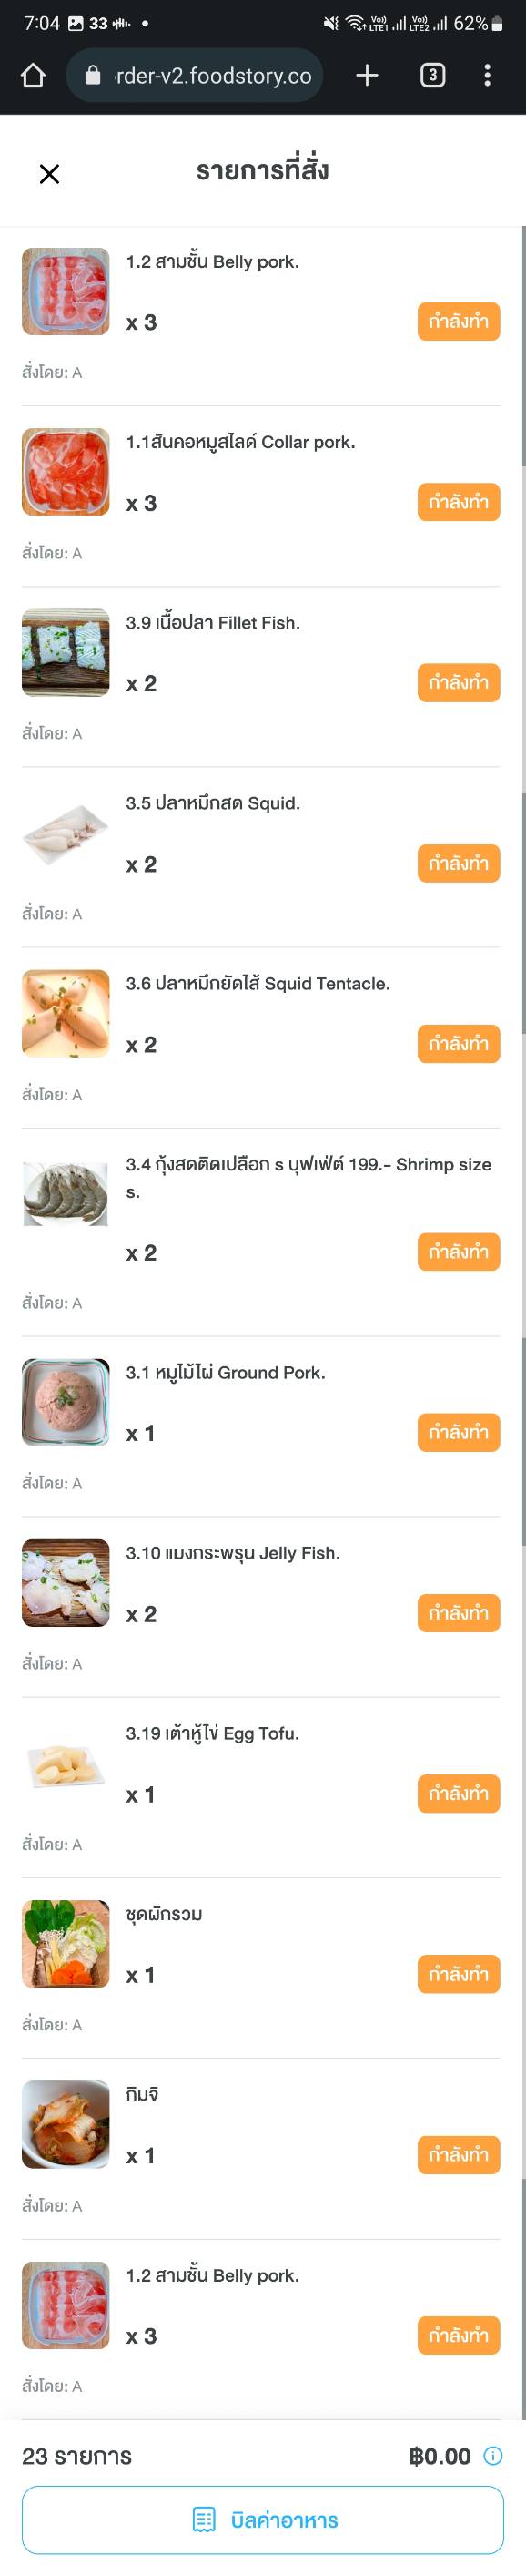 7:04 33
Vo) LTE1 Vo) LTE2 62%
rder-v2.foodstory.co 3
รายการที่สั่ง
1.2 สามชั้น Belly pork.
x 3 กำลังทำ
สั่งโดย: A
1.1สันคอหมูสไลด์ Collar pork.
x 3 กำลังทำ
สั่งโดย: A
3.9 เนื้อปลา Fillet Fish.
x 2 กำลังทำ
สั่งโดย: A
3.5 ปลาหมึกสด Squid.
x 2 กำลังทำ
สั่งโดย: A
3.6 ปลาหมึกยัดไส้ Squid Tentacle.
x 2 กำลังทำ
สั่งโดย: A
3.4 กุ้งสดติดเปลือก s บุฟเฟ่ต์ 199.- Shrimp size
s.
x 2 กำลังทำ
สั่งโดย: A
3.1 หมูไม้ไผ่ Ground Pork.
x 1 กำลังทำ
สั่งโดย: A
3.10 แมงกระพรุน Jelly Fish.
x 2 กำลังทำ
สั่งโดย: A
3.19 เต้าหู้ไข่ Egg Tofu.
x 1 กำลังทำ
สั่งโดย: A
ชุดผักรวม
x 1 กำลังทำ
สั่งโดย: A
กิมจิ
x 1 กำลังทำ
สั่งโดย: A
1.2 สามชั้น Belly pork.
x 3 กำลังทำ
สั่งโดย: A
23 รายการ ฿0.00
บิลค่าอาหาร